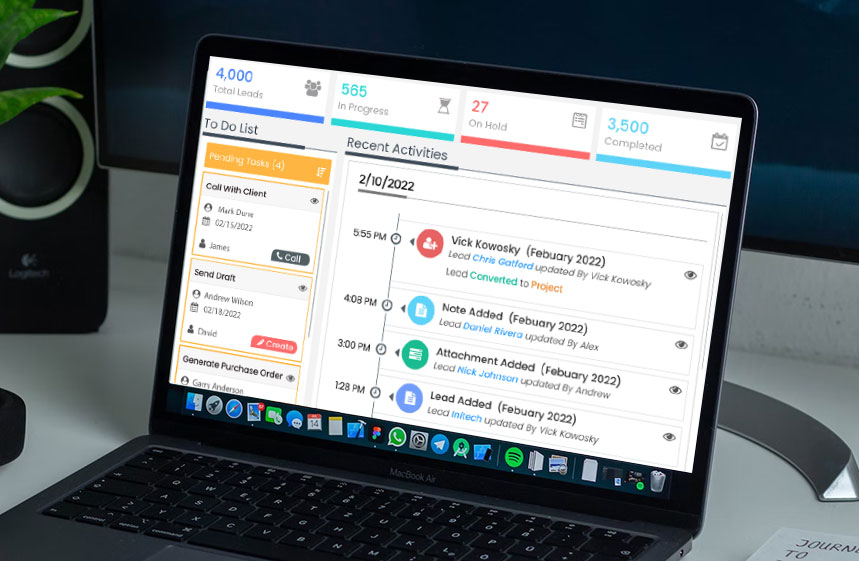 4,000
Total Leads
565
In Progress
27
On Hold
3,500
Completed
To Do List
Pending Tasks (4)
Call With Client
Mark Dune
02/15/2022
James
Call
Send Draft
Andrew Wilson
02/18/2022
David
Create
Generate Purchase Order
Garry Anderson
Recent Activities
2/10/2022
5:55 PM
Vick Kowosky (Febuary 2022)
Lead Chris Gatford updated By Vick Kowosky
Lead Converted to Project
4:08 PM
Note Added (Febuary 2022)
Lead Daniel Rivera updated By Alex
3:00 PM
Attachment Added (Febuary 2022)
Lead Nick Johnson updated By Andrew
1:28 PM
Lead Added (Febuary 2022)
Lead InRech updated By Vick Kowosky
14
MacBook Air
Logitech
TO